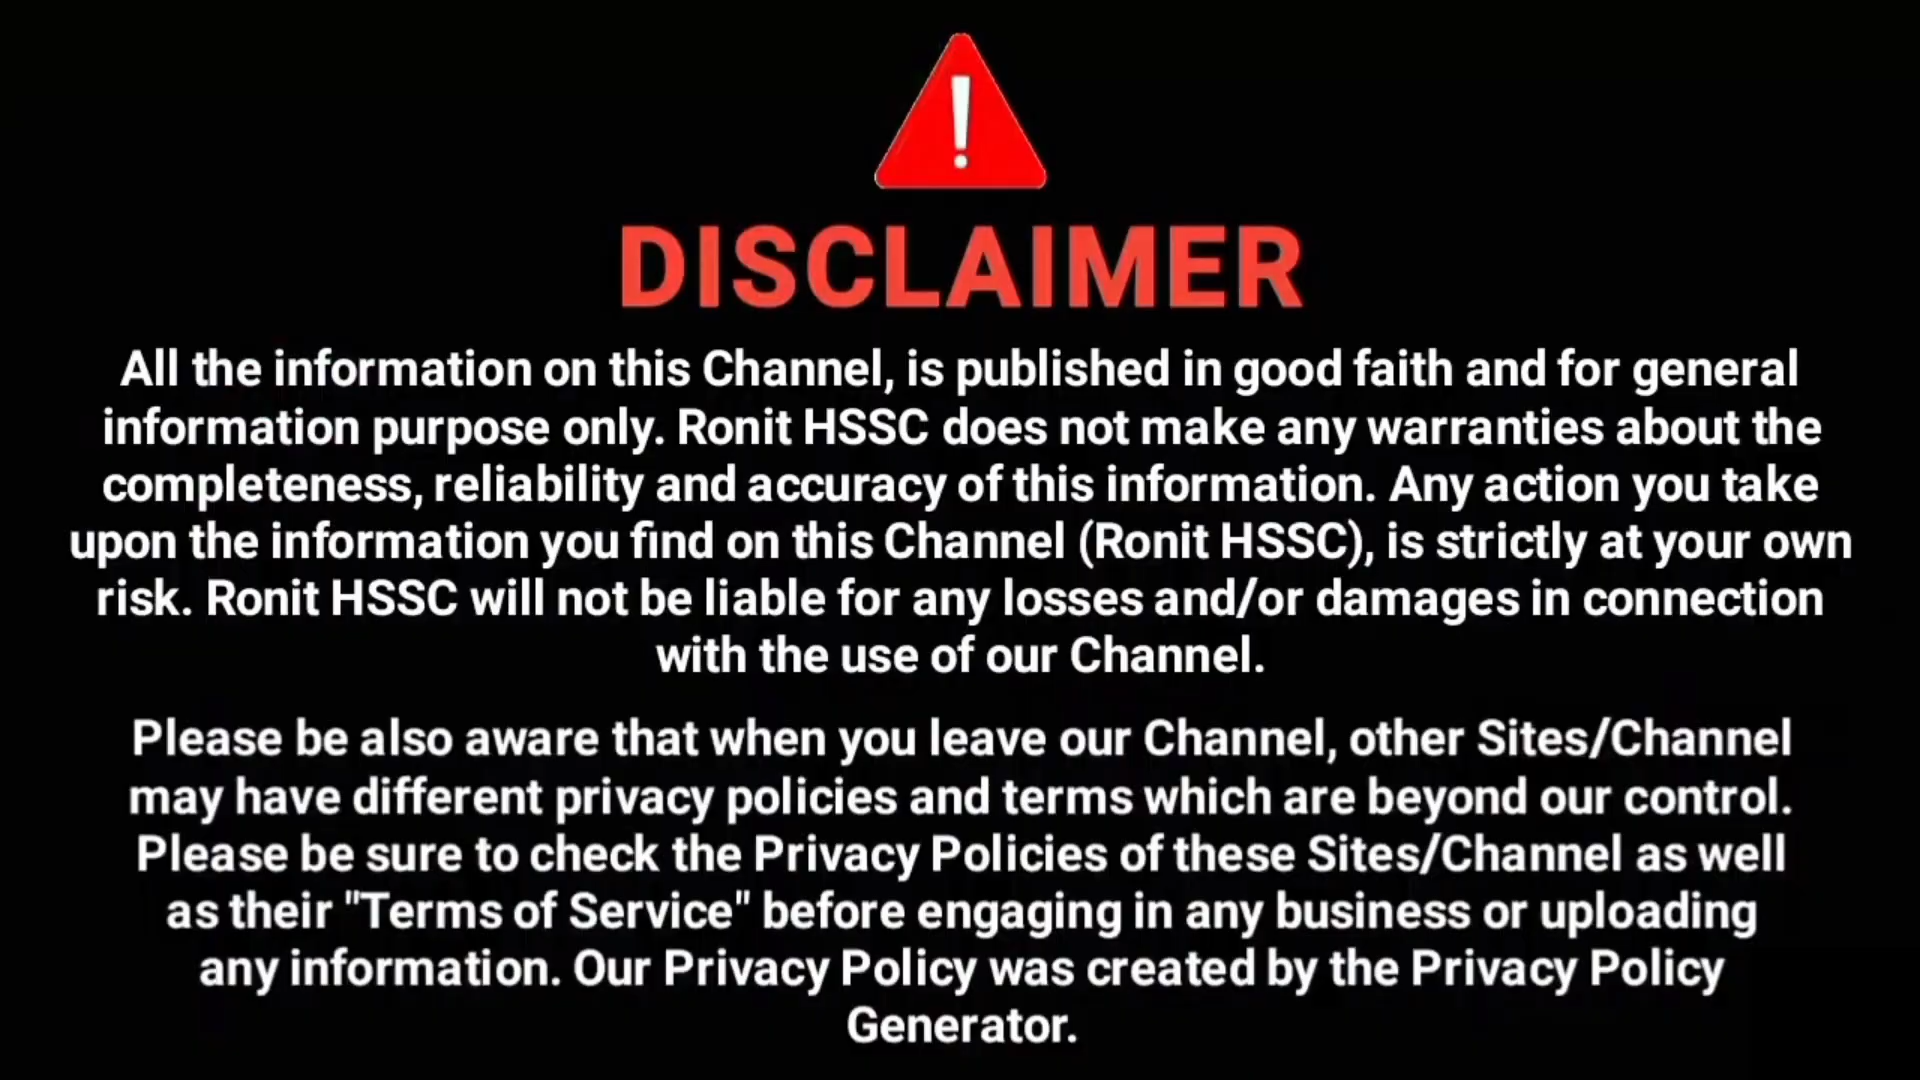 DISCLAIMER
All the information on this Channel, is published in good faith and for general
information purpose only. Ronit HSSC does not make any warranties about the
completeness, reliability and accuracy of this information. Any action you take
upon the information you find on this Channel (Ronit HSSC), is strictly at your own
risk. Ronit HSSC will not be liable for any losses and/or damages in connection
with the use of our Channel.
Please be also aware that when you leave our Channel, other Sites/Channel
may have different privacy policies and terms which are beyond our control.
Please be sure to check the Privacy Policies of these Sites/Channel as well
as their "Terms of Service" before engaging in any business or uploading
any information. Our Privacy Policy was created by the Privacy Policy
Generator.